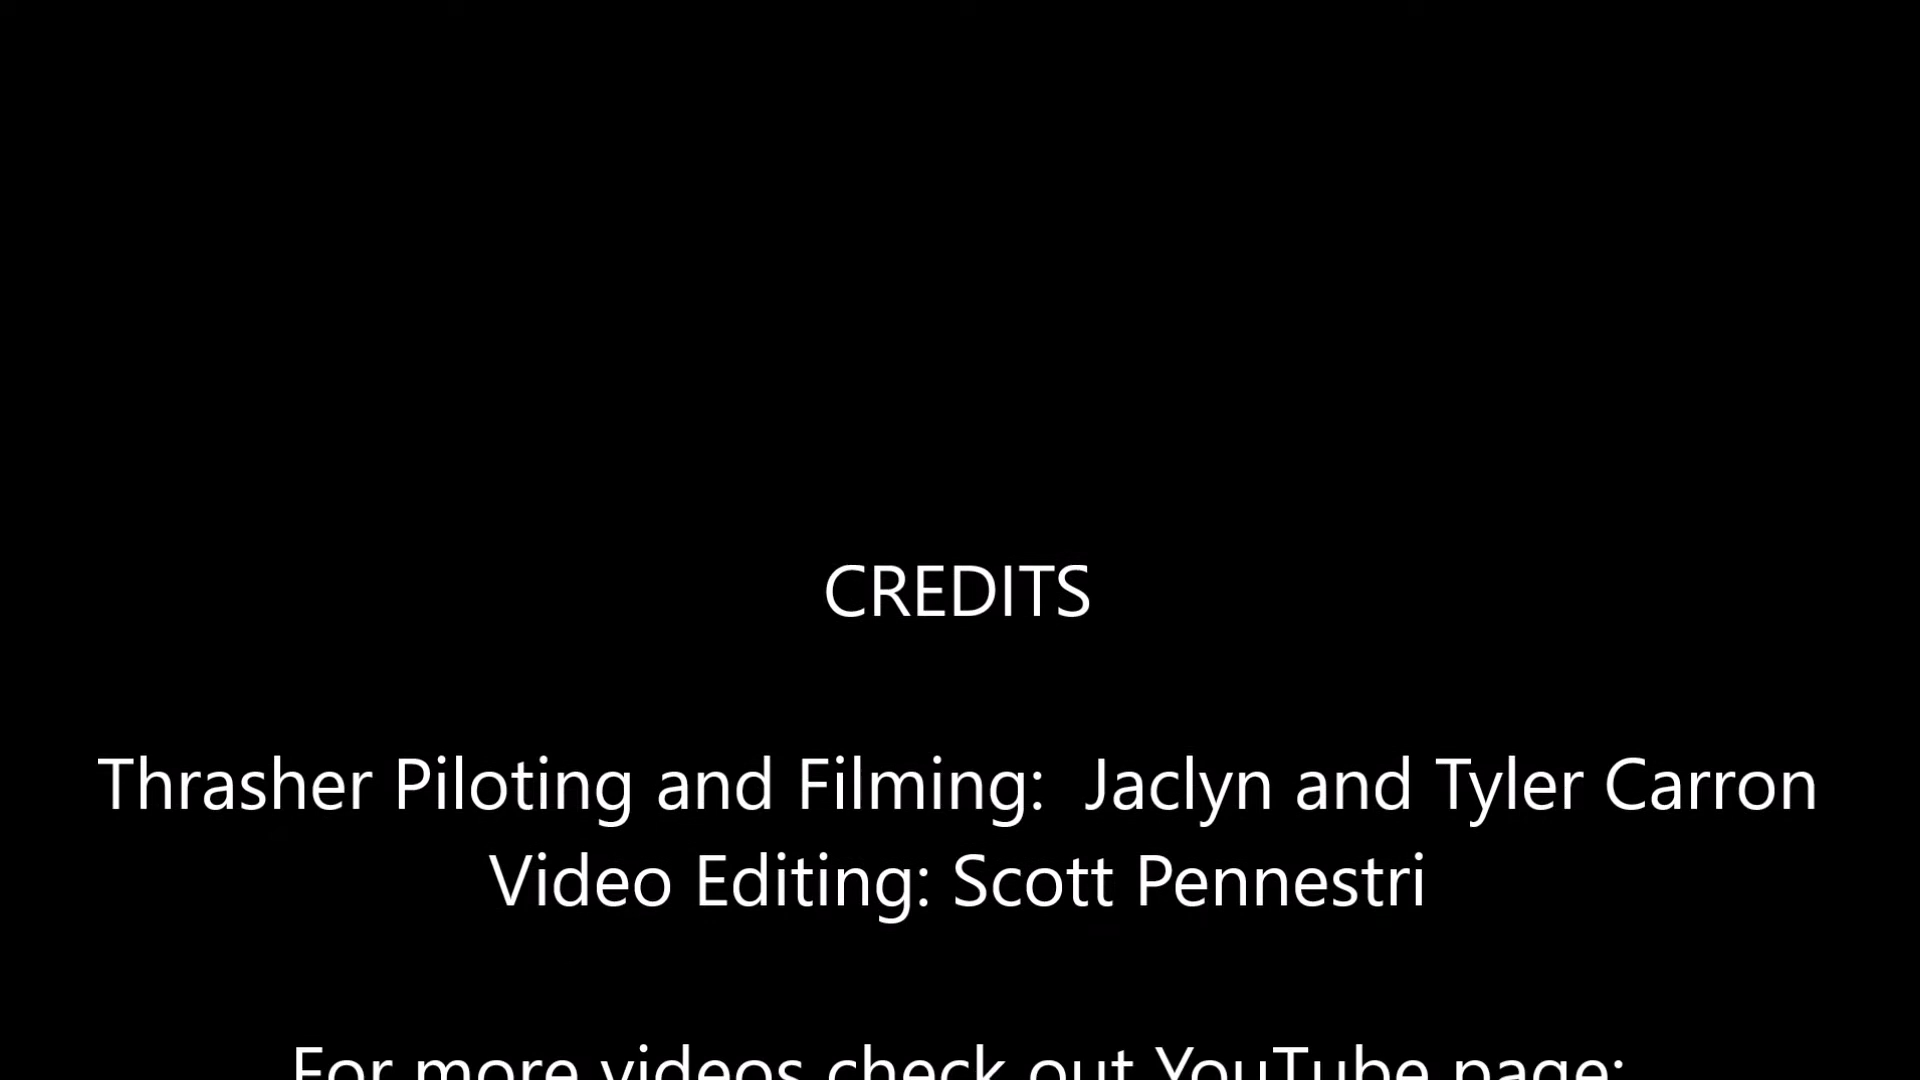 CREDITS
Thrasher Piloting and Filming:  Jaclyn and Tyler Carron
Video Editing: Scott Pennestri
For more videos check out YouTube page: